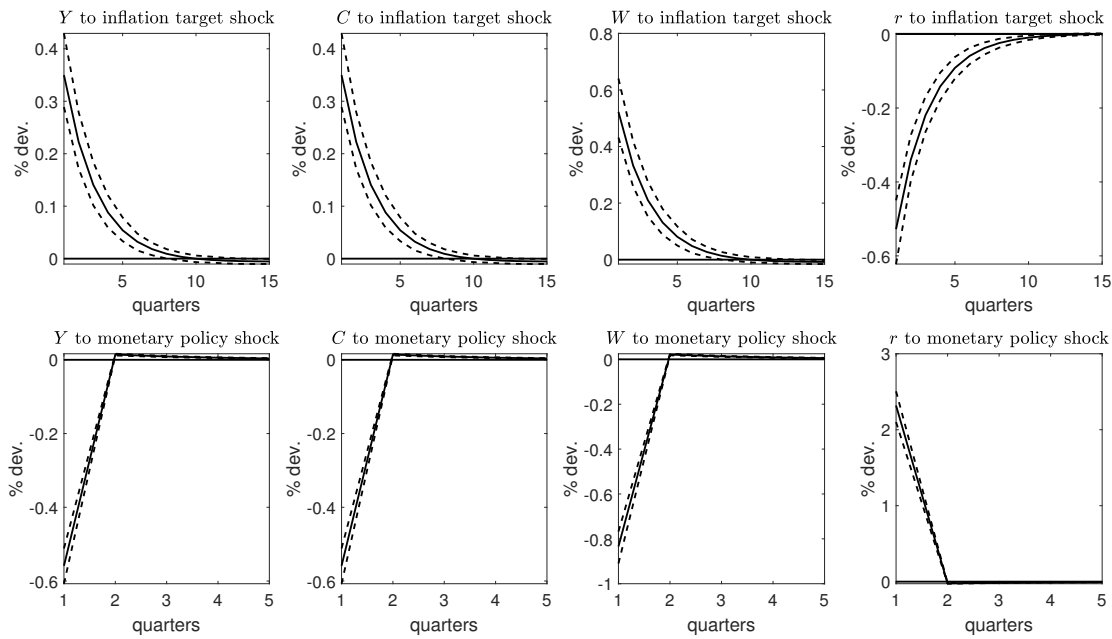 Y to inflation target shock
C to inflation target shock
W to inflation target shock
r to inflation target shock
% dev.
0.4
0.3
0.2
0.1
0
5
10
15
quarters
% dev.
0.4
0.3
0.2
0.1
0
5
10
15
quarters
% dev.
0.8
0.6
0.4
0.2
0
5
10
15
quarters
% dev.
0
-0.2
-0.4
-0.6
5
10
15
quarters
Y to monetary policy shock
C to monetary policy shock
W to monetary policy shock
r to monetary policy shock
% dev.
0
-0.2
-0.4
-0.6
1
2
3
4
5
quarters
% dev.
0
-0.2
-0.4
-0.6
1
2
3
4
5
quarters
% dev.
0
-0.2
-0.4
-0.6
-0.8
-1
1
2
3
4
5
quarters
% dev.
3
2
1
0
1
2
3
4
5
quarters